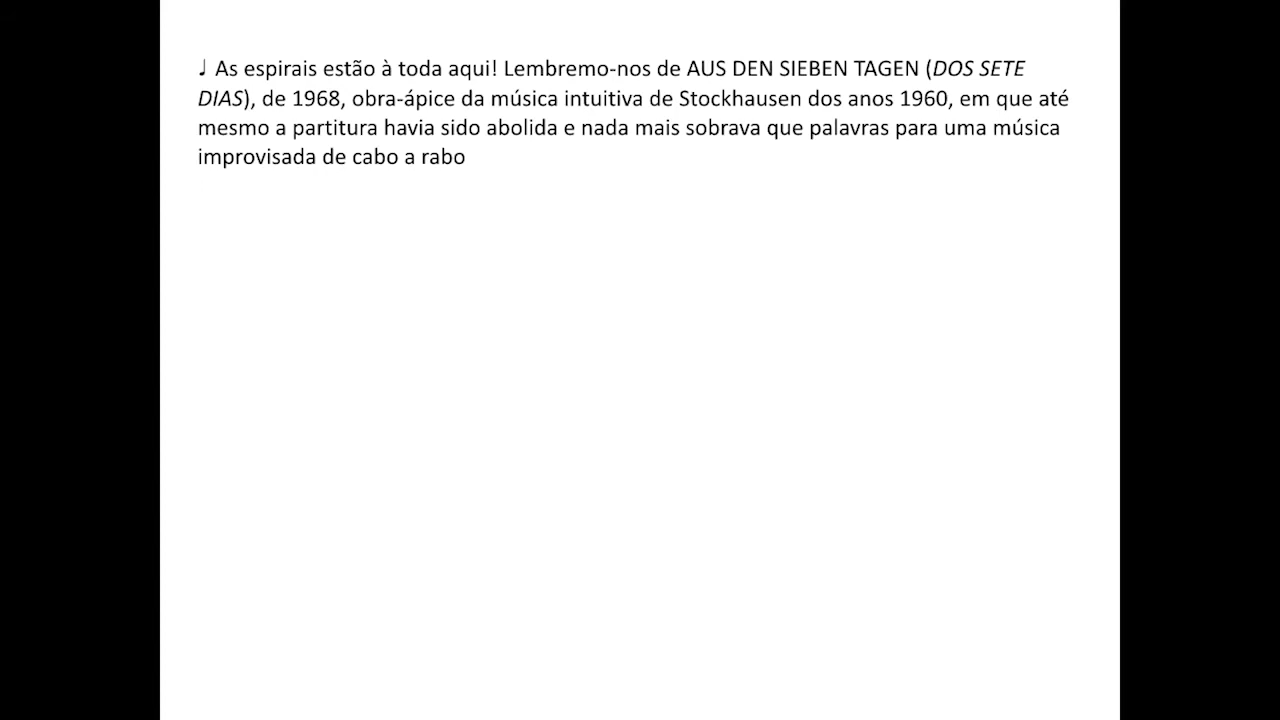 ♩ As espirais estão à toda aqui! Lembremo-nos de AUS DEN SIEBEN TAGEN (DOS SETE
DIAS), de 1968, obra-ápice da música intuitiva de Stockhausen dos anos 1960, em que até
mesmo a partitura havia sido abolida e nada mais sobrava que palavras para uma música
improvisada de cabo a rabo